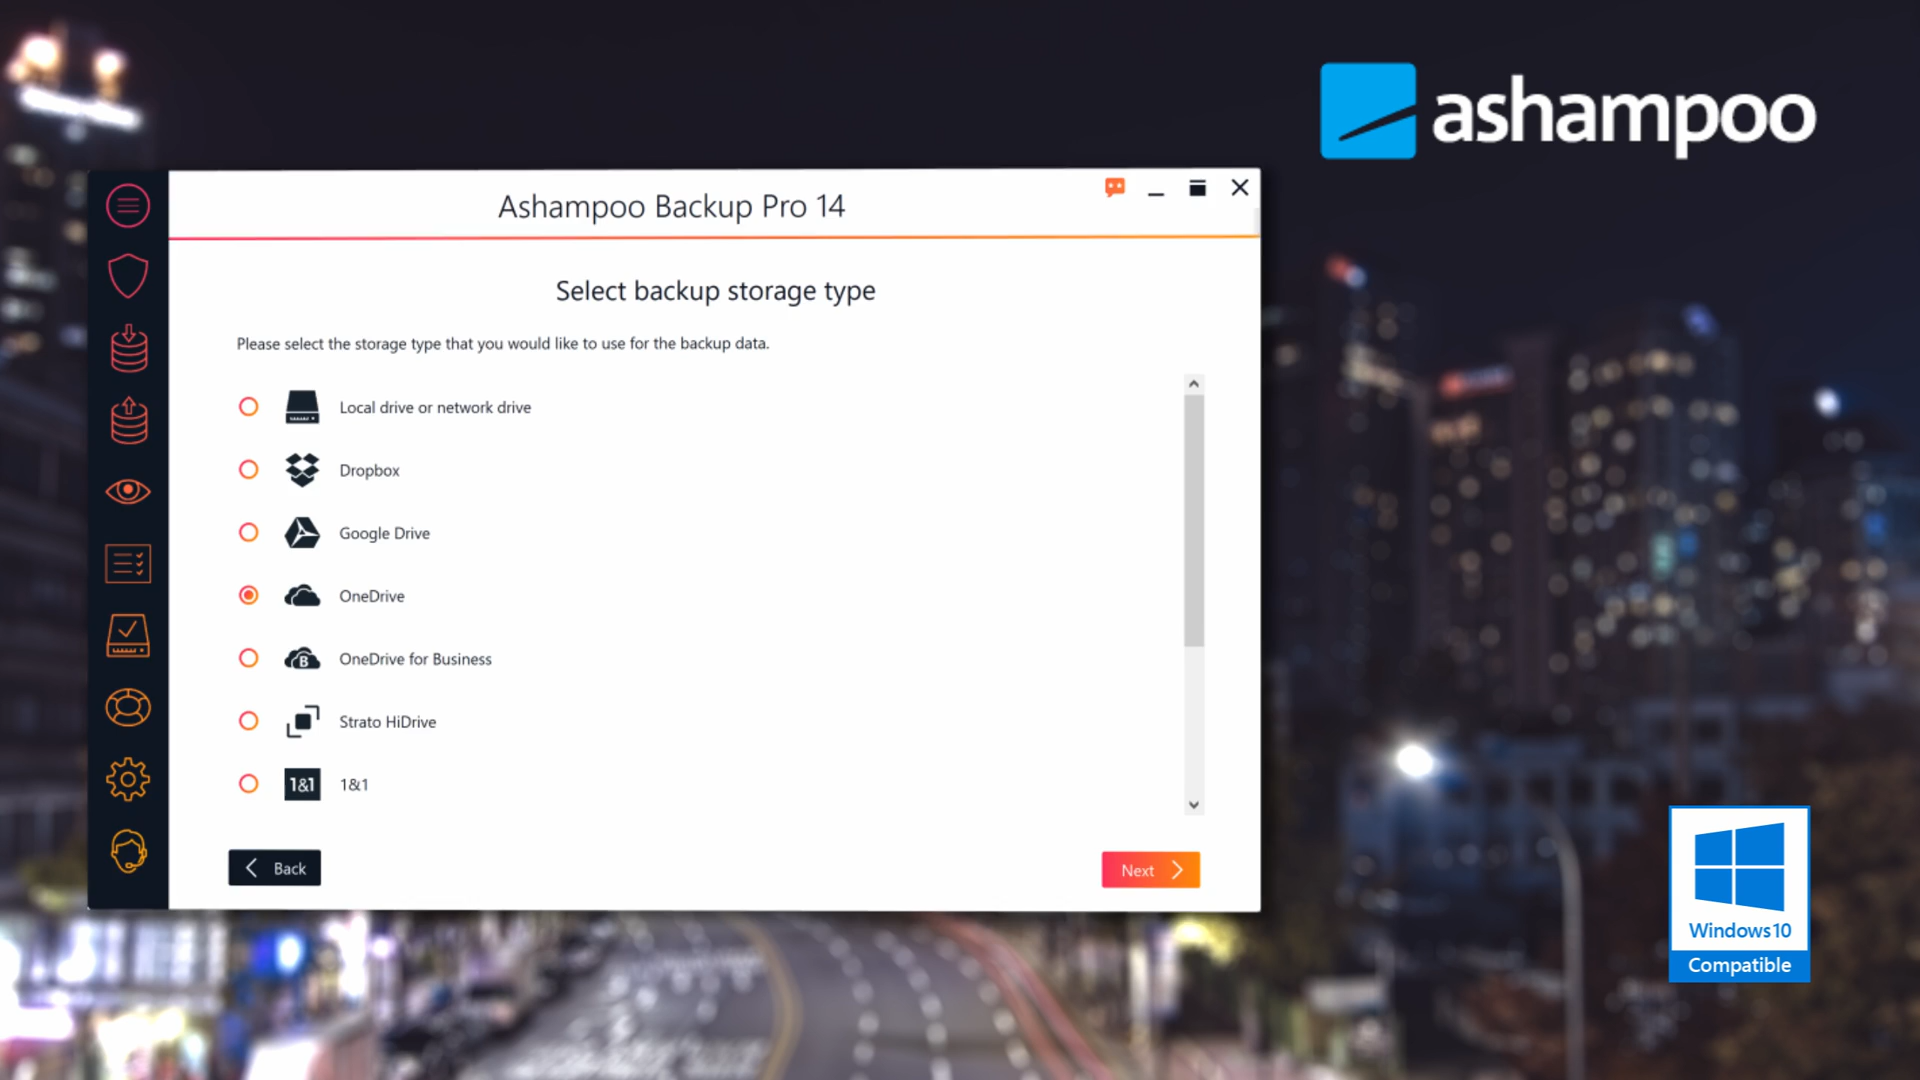 ashampoo
Ashampoo Backup Pro 14
Select backup storage type
Please select the storage type that you would like to use for the backup data.
Local drive or network drive
Dropbox
Google Drive
OneDrive
B OneDrive for Business
Strato HiDrive
1&1 1&1
Back
Next
Windows10
Compatible